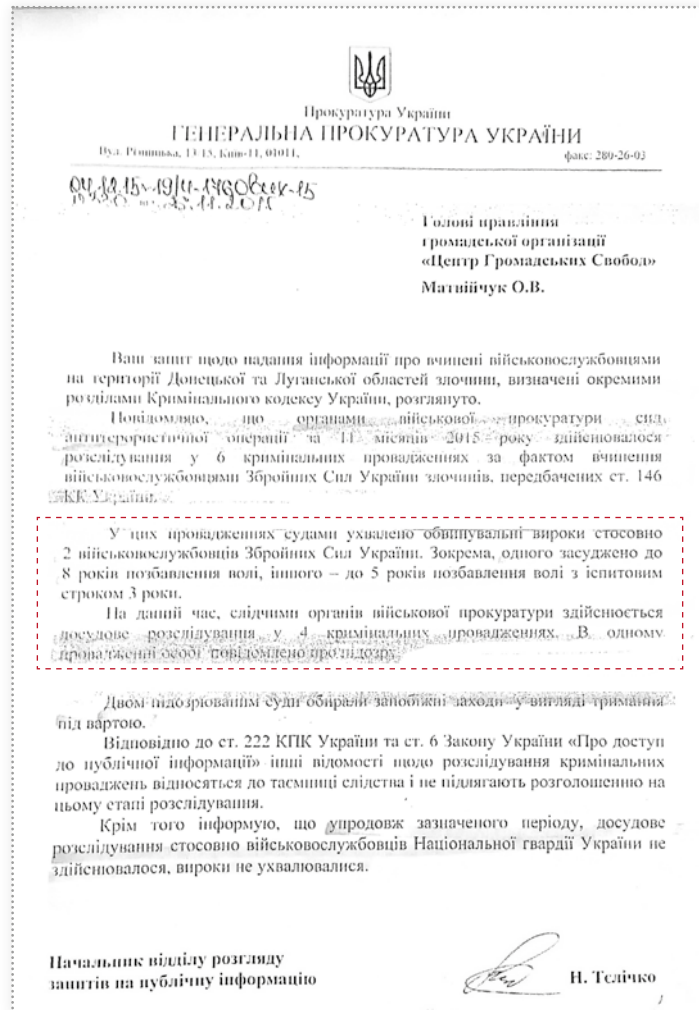 Прокуратура України
ГЕНЕРАЛЬНА ПРОКУРАТУРА УКРАЇНИ
Вул. Різницька, 13/15, Київ-11, 01011,
факс: 280-26-03
25.11.2015
Голові правління
громадської організації
«Центр Громадських Свобод»
Матвійчук О.В.
Ваш запит щодо надання інформації про вчинені військовослужбовцями
на території Донецької та Луганської областей злочини, визначені окремими
розділами Кримінального кодексу України, розглянуто.
Повідомляю, що органами військової прокуратури сил
антитерористичної операції за 11 місяців 2015 року здійснювалося
розслідування у 6 кримінальних провадженнях за фактом вчинення
військовослужбовцями Збройних Сил України злочинів, передбачених ст. 146
КК України.
У цих провадженнях судами ухвалено обвинувальні вироки стосовно
2 військовослужбовців Збройних Сил України. Зокрема, одного засуджено до
8 років позбавлення волі, іншого – до 5 років позбавлення волі з іспитовим
строком 3 роки.
На даний час, слідчими органів військової прокуратури здійснюється
досудове розслідування у 4 кримінальних провадженнях. В одному
провадженні особі повідомлено про підозру.
Двом підозрюваним суди обирали запобіжні заходи у вигляді тримання
під вартою.
Відповідно до ст. 222 КПК України та ст. 6 Закону України «Про доступ
до публічної інформації» інші відомості щодо розслідування кримінальних
проваджень відносяться до таємниці слідства і не підлягають розголошенню на
цьому етапі розслідування.
Крім того інформую, що упродовж зазначеного періоду, досудове
розслідування стосовно військовослужбовців Національної гвардії України не
здійснювалося, вироки не ухвалювалися.
Начальник відділу розгляду
запитів на публічну інформацію
Н. Телічко